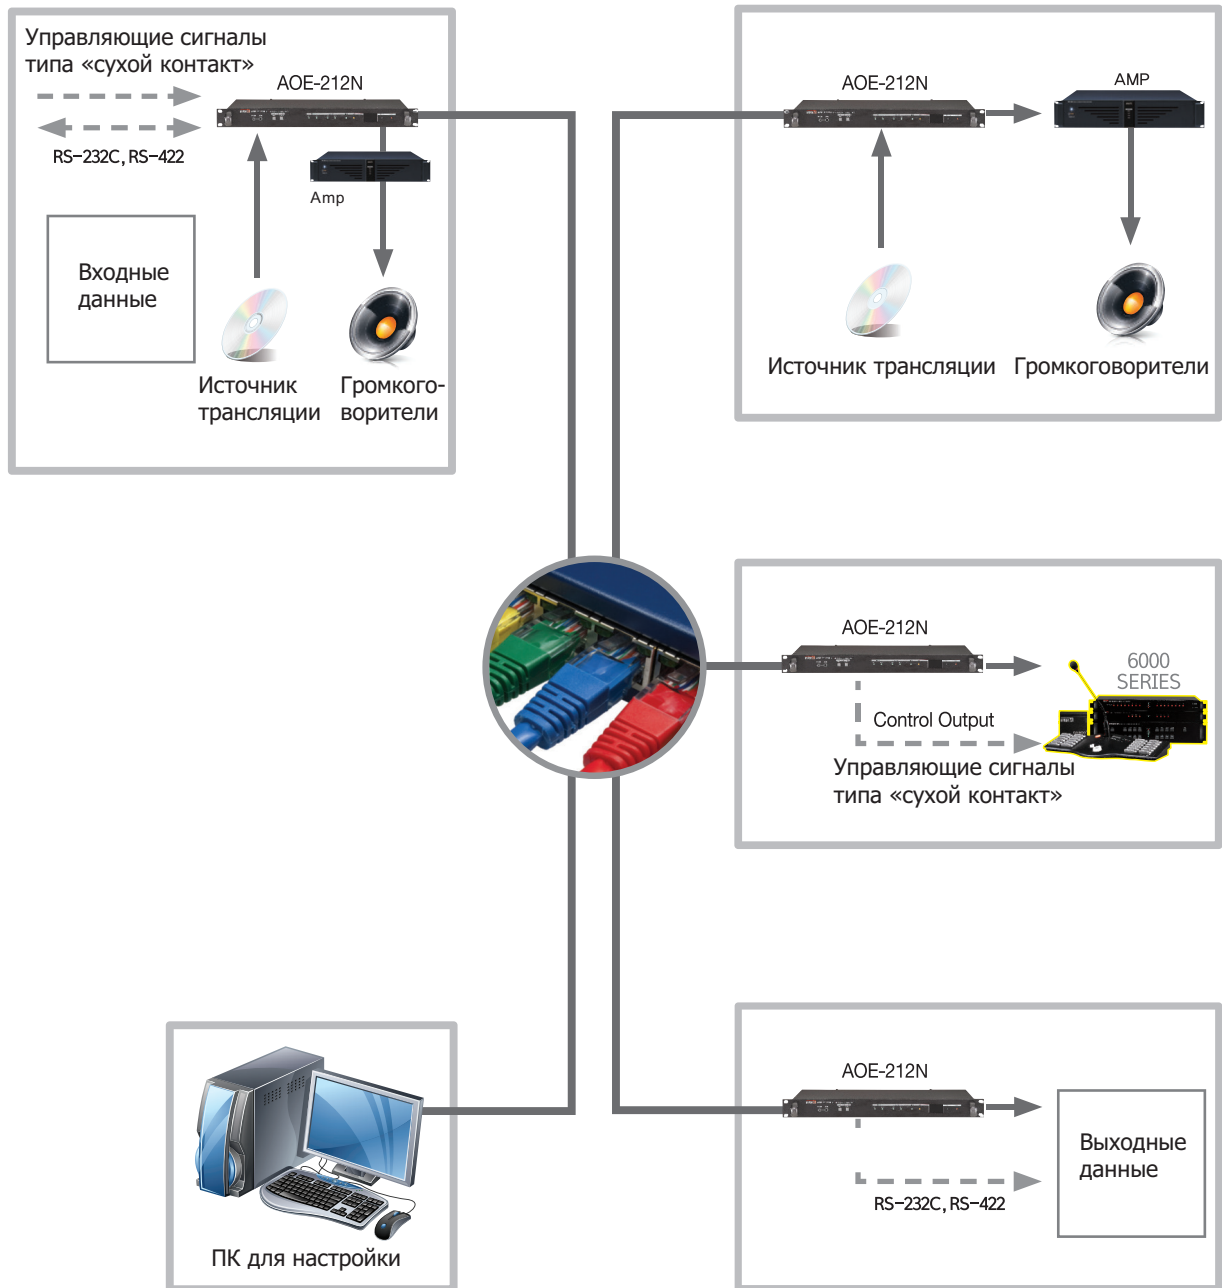 Управляющие сигналы
типа «сухой контакт»
AOE-212N
RS-232C, RS-422
Amp
Входные
данные
Источник
трансляции
Громкого-
ворители
AOE-212N
AMP
Источник трансляции
Громкоговорители
AOE-212N
6000
SERIES
Control Output
Управляющие сигналы
типа «сухой контакт»
ПК для настройки
AOE-212N
RS-232C, RS-422
Выходные
данные